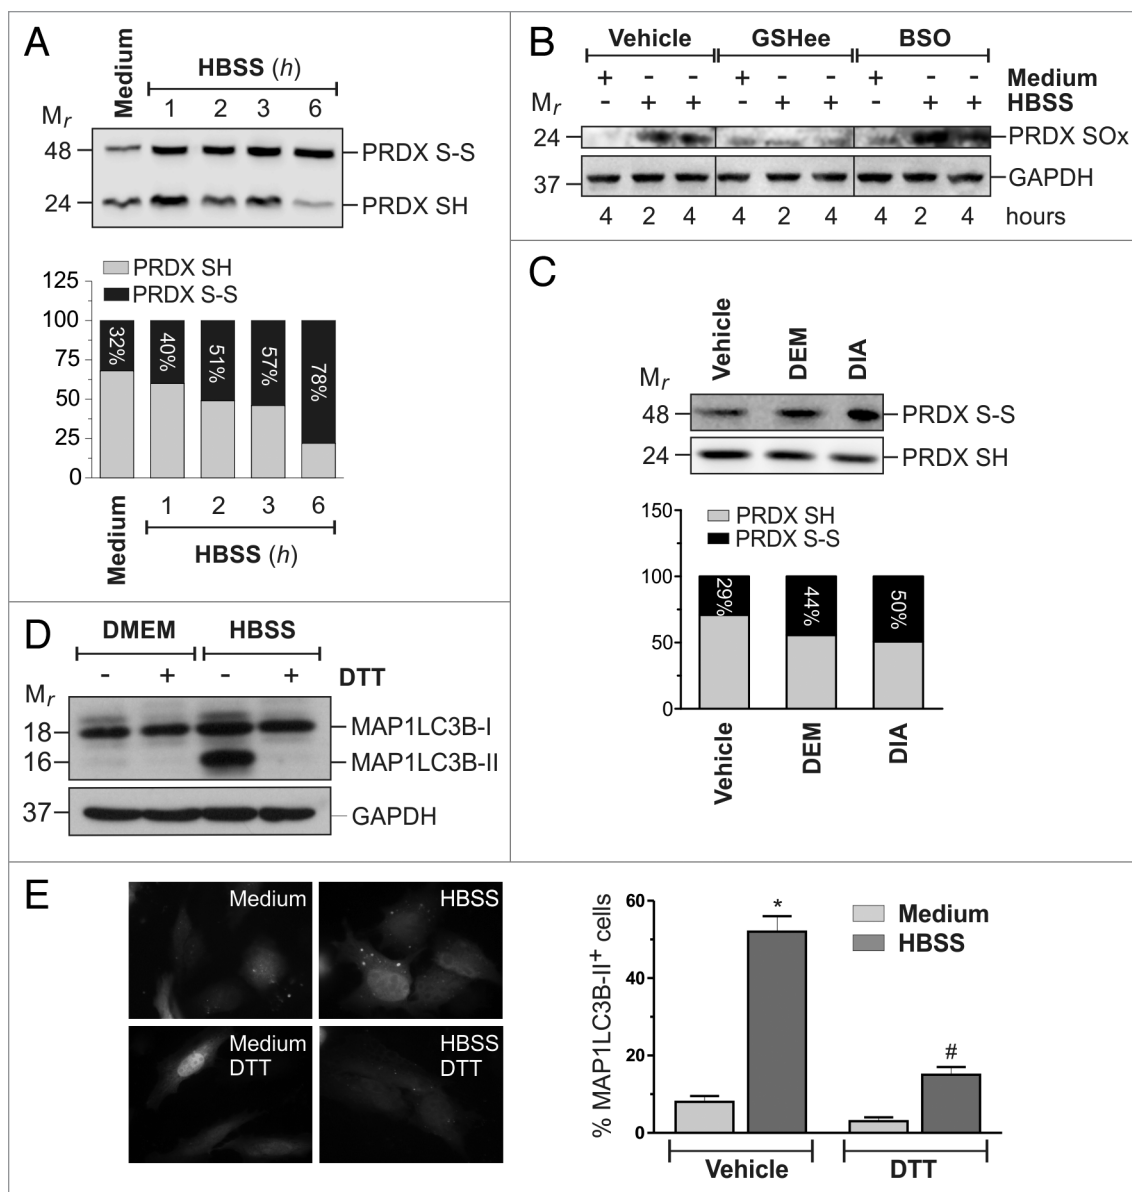 A
Medium
HBSS (h)
1 2 3 6
Mr
48 PRDX S-S
24 PRDX SH
PRDX SH
PRDX S-S
125
100
75
50
25
0
32% 40% 51% 57% 78%
Medium 1 2 3 6
HBSS (h)
B
Vehicle GSHee BSO
+ - - + - - + - - Medium
Mr - + + - + + - + + HBSS
24 PRDX SOx
37 GAPDH
4 2 4 4 2 4 4 2 4 hours
C
Vehicle DEM DIA
Mr
48 PRDX S-S
24 PRDX SH
PRDX SH
PRDX S-S
150
100
50
0
29% 44% 50%
Vehicle DEM DIA
D
DMEM HBSS
- + - + DTT
Mr
18 MAP1LC3B-I
16 MAP1LC3B-II
37 GAPDH
E
Medium HBSS
Medium DTT
HBSS DTT
% MAP1LC3B-II+ cells
60
40
20
0
* #
Medium
HBSS
Vehicle DTT